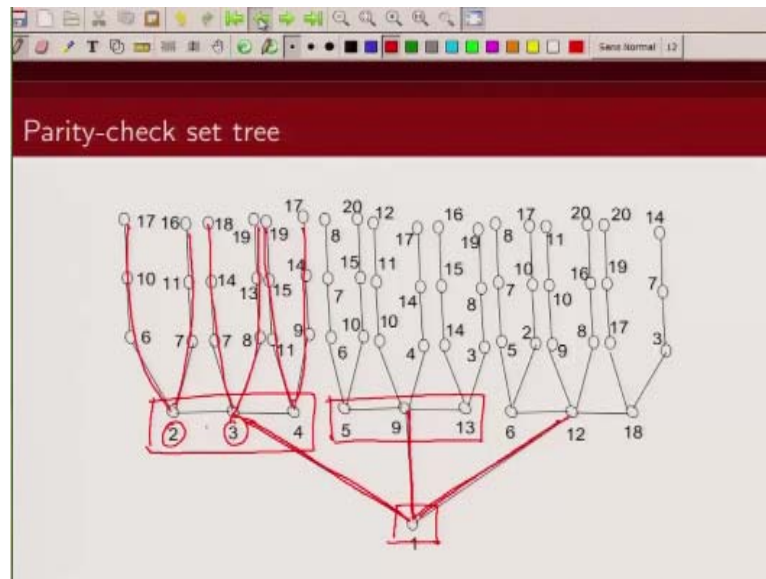 T Sans Normal 12
Parity-check set tree
17 16 18 19 19 17 8 20 12 17 16 19 8 17 11 20 20 14
10 11 14 13 15 14 7 15 11 14 15 8 7 10 10 16 19 7
6 7 7 8 11 9 6 10 10 4 14 3 5 2 9 8 17 3
2 3 4 5 9 13 6 12 18
1